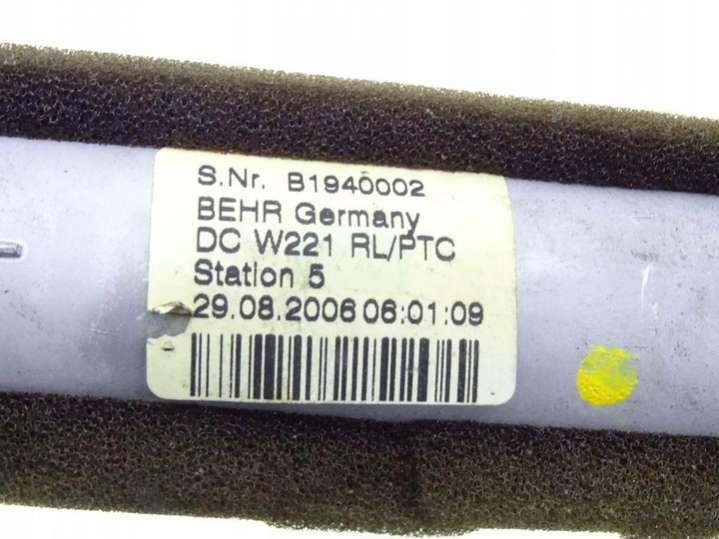 S.Nr. B1940002
BEHR Germany
DC W221 RL/PTC
Station 5
29.08.2006 06:01:09